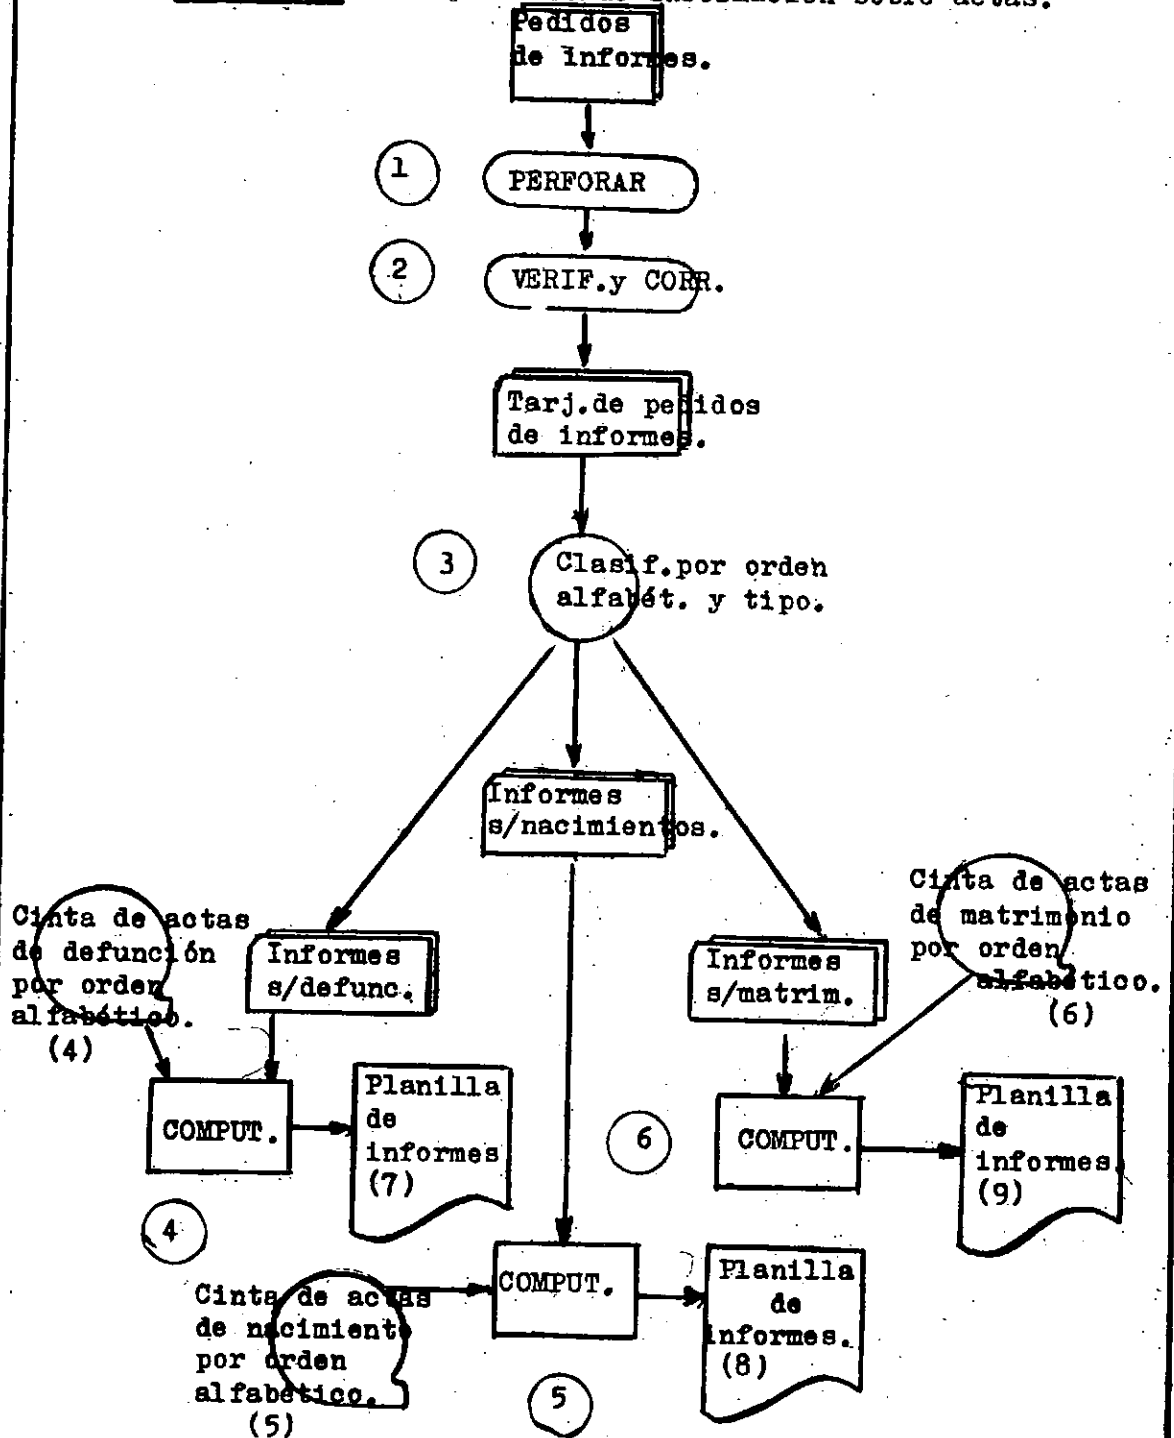 sobre actas.
Pedidos
de informes.
1
PERFORAR
2
VERIF.y CORR.
Tarj.de pedidos
de informes.
3
Clasif.por orden
alfabét. y tipo.
Informes
s/nacimientos.
Cinta de actas
de defunción
por orden
alfabético.
(4)
Informes
s/defunc.
Informes
s/matrim.
Cinta de actas
de matrimonio
por orden
alfabético.
(6)
COMPUT.
Planilla
de
informes
(7)
4
6
COMPUT.
Planilla
de
informes
(9)
Cinta de actas
de nacimiento
por orden
alfabético.
(5)
COMPUT.
5
Planilla
de
informes.
(8)